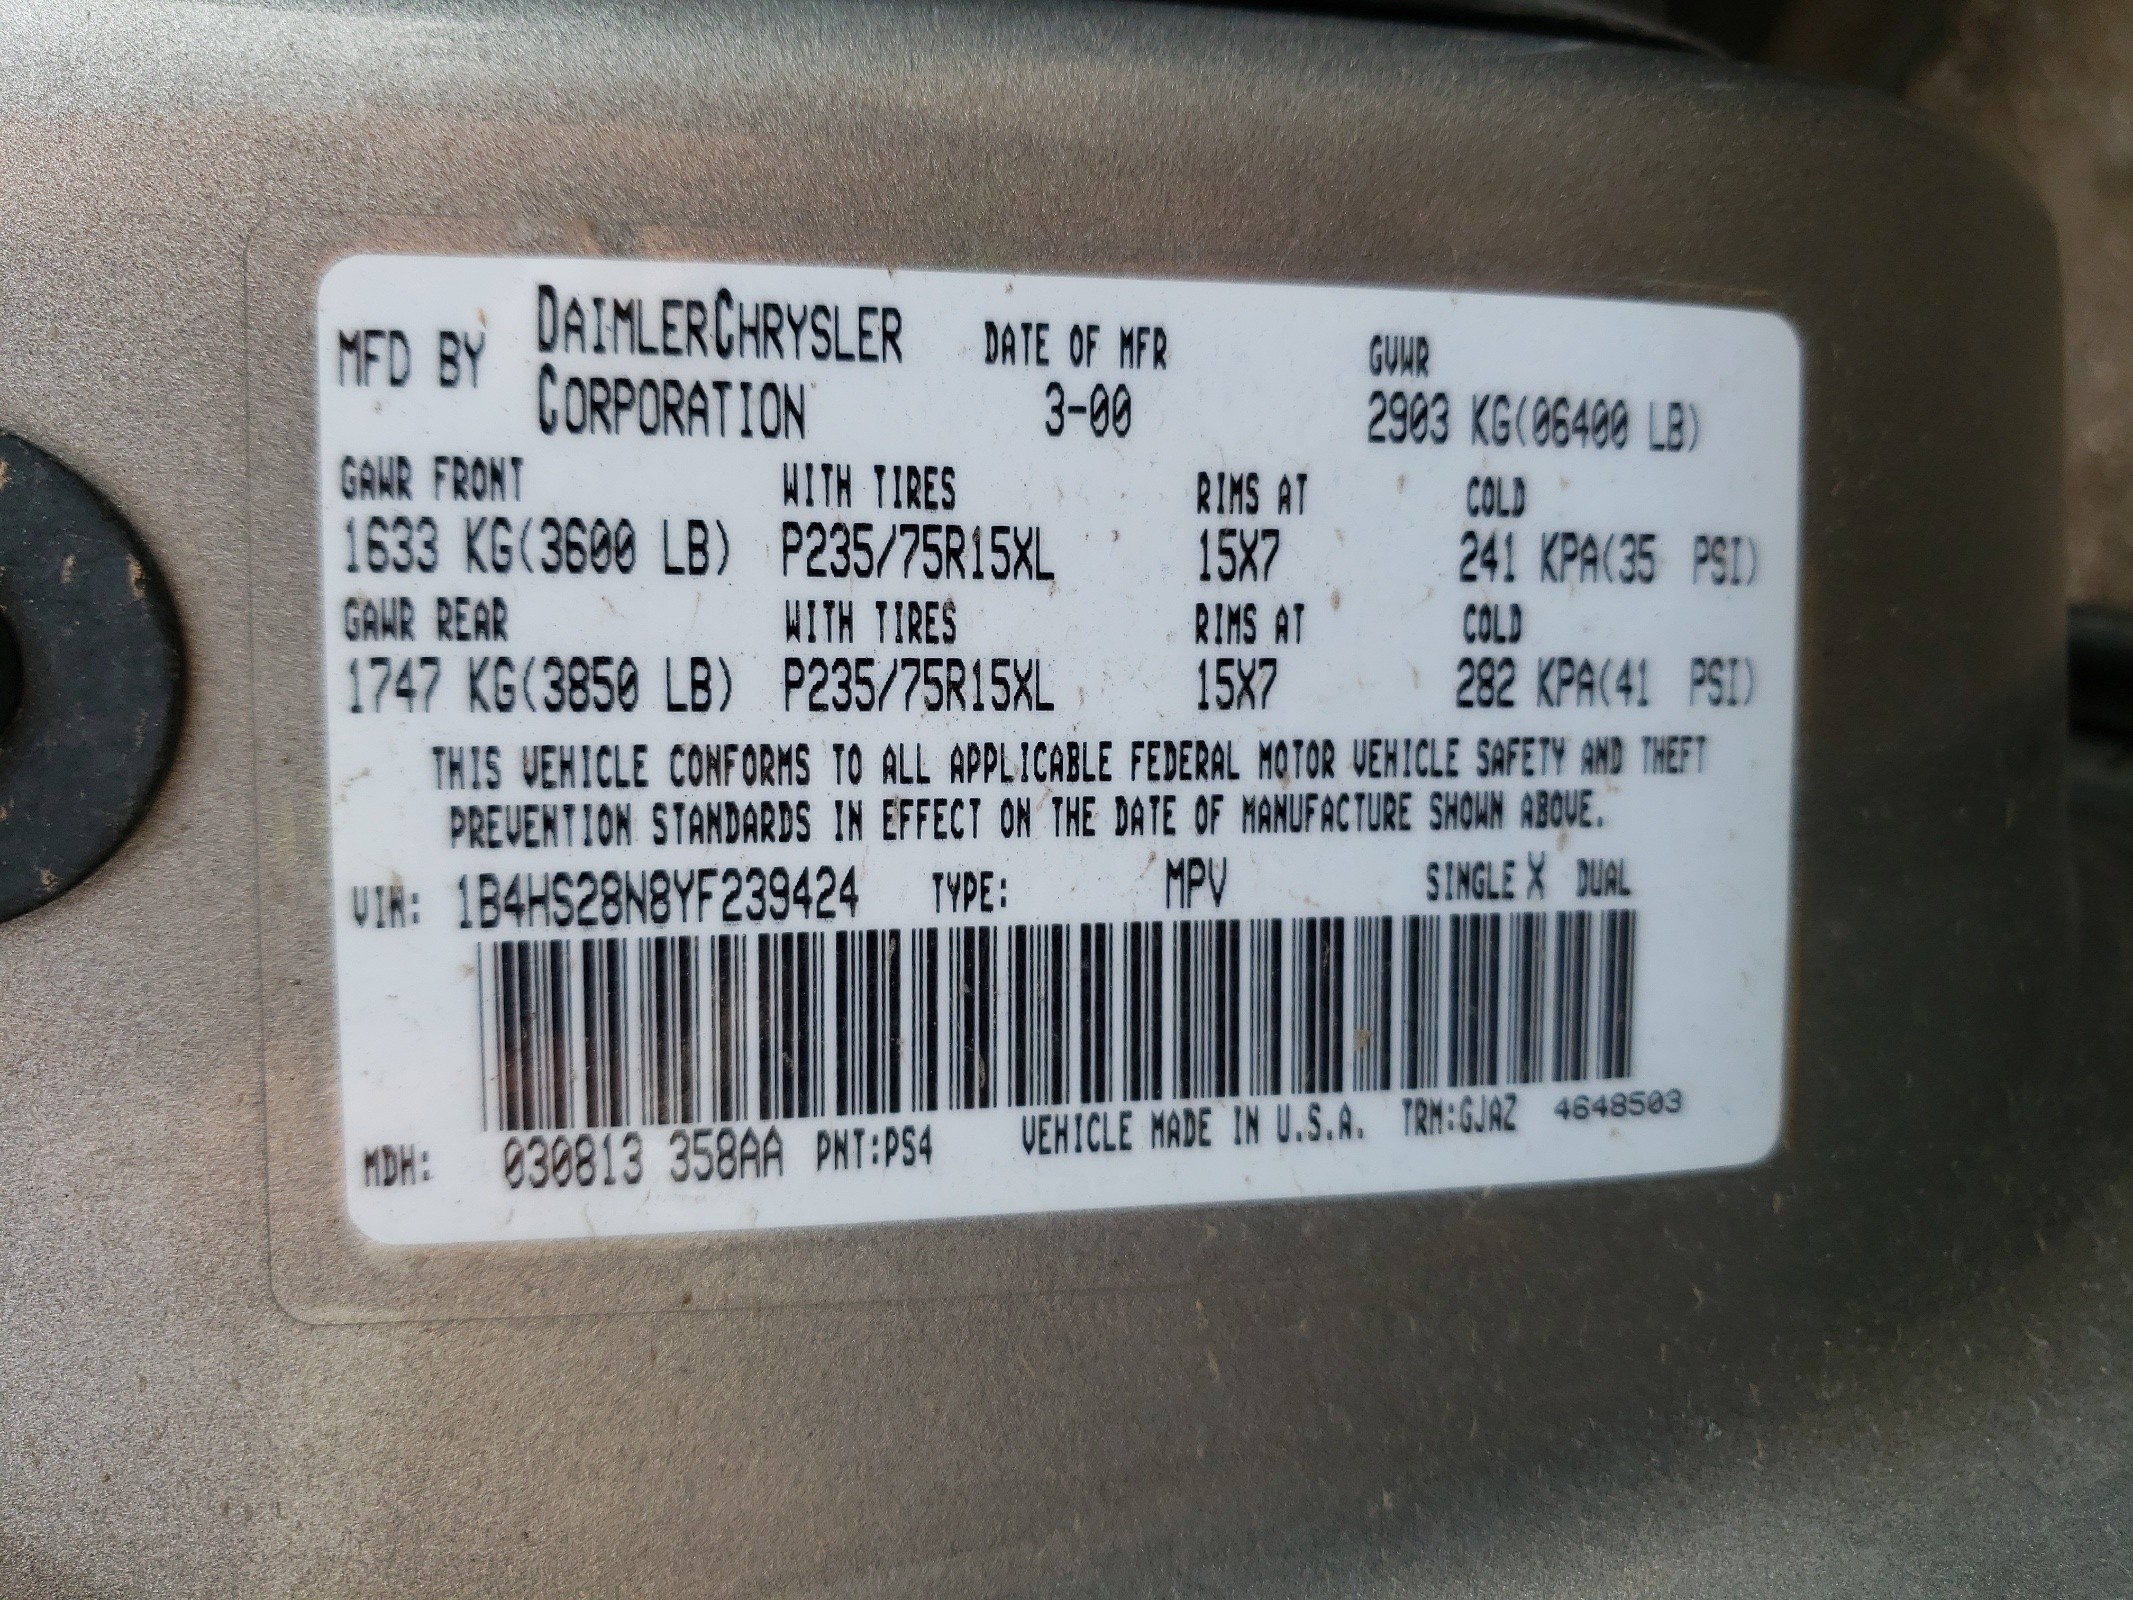 MFD BY DAIMLERCHRYSLER CORPORATION DATE OF MFR 3-00 GVWR 2903 KG(06400 LB)
GAWR FRONT WITH TIRES RIMS AT COLD
1633 KG(3600 LB) P235/75R15XL 15X7 241 KPA(35 PSI)
GAWR REAR WITH TIRES RIMS AT COLD
1747 KG(3850 LB) P235/75R15XL 15X7 282 KPA(41 PSI)
THIS VEHICLE CONFORMS TO ALL APPLICABLE FEDERAL MOTOR VEHICLE SAFETY AND THEFT
PREVENTION STANDARDS IN EFFECT ON THE DATE OF MANUFACTURE SHOWN ABOVE.
VIN: 1B4HS28N8YF239424 TYPE: MPV SINGLE X DUAL
MDH: 030813 358AA PNT:PS4 VEHICLE MADE IN U.S.A. TRM:GJAZ 4648503